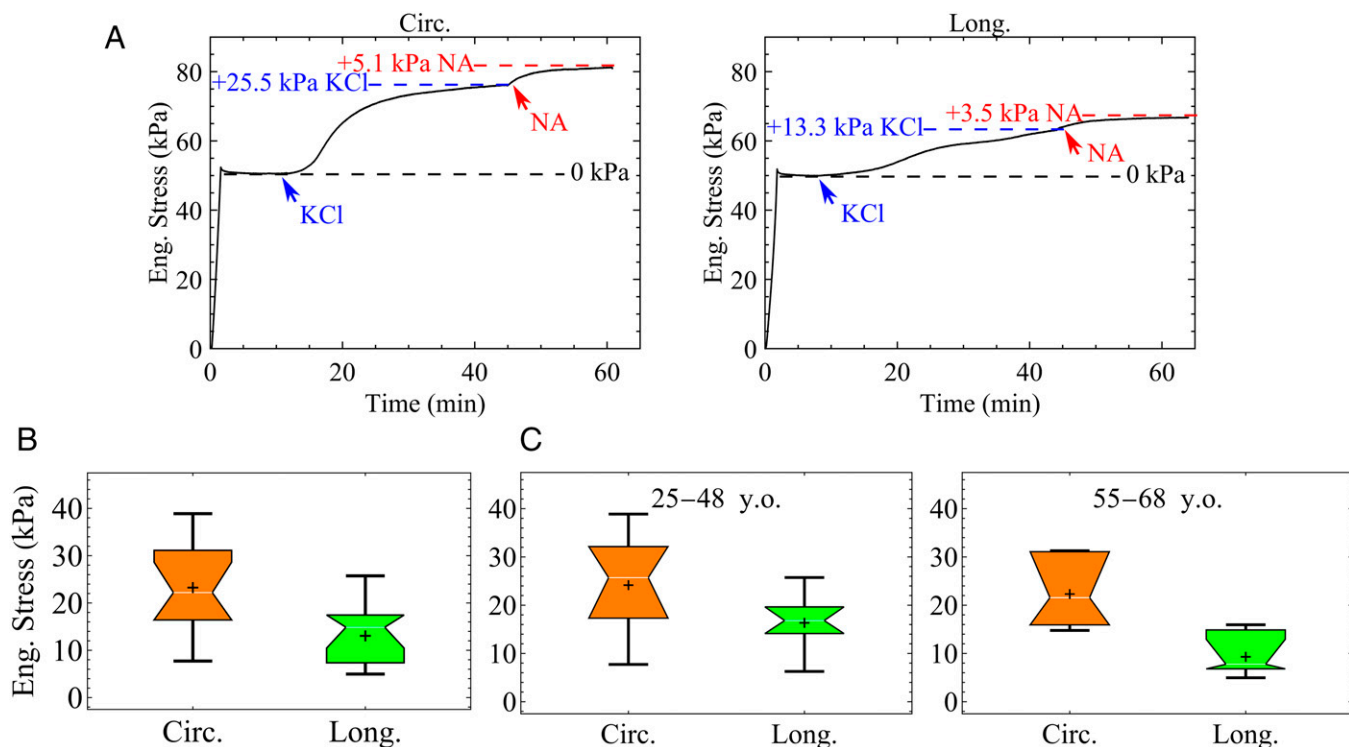 A
Circ.
Eng. Stress (kPa)
80
60
40
20
0
+5.1 kPa NA
+25.5 kPa KCl
NA
0 kPa
KCl
0
20
40
60
Time (min)
Long.
Eng. Stress (kPa)
80
60
40
20
0
+3.5 kPa NA
+13.3 kPa KCl
NA
0 kPa
KCl
0
20
40
60
Time (min)
B
Eng. Stress (kPa)
40
30
20
10
0
Circ.
Long.
C
25–48 y.o.
40
30
20
10
0
Circ.
Long.
55–68 y.o.
40
30
20
10
0
Circ.
Long.